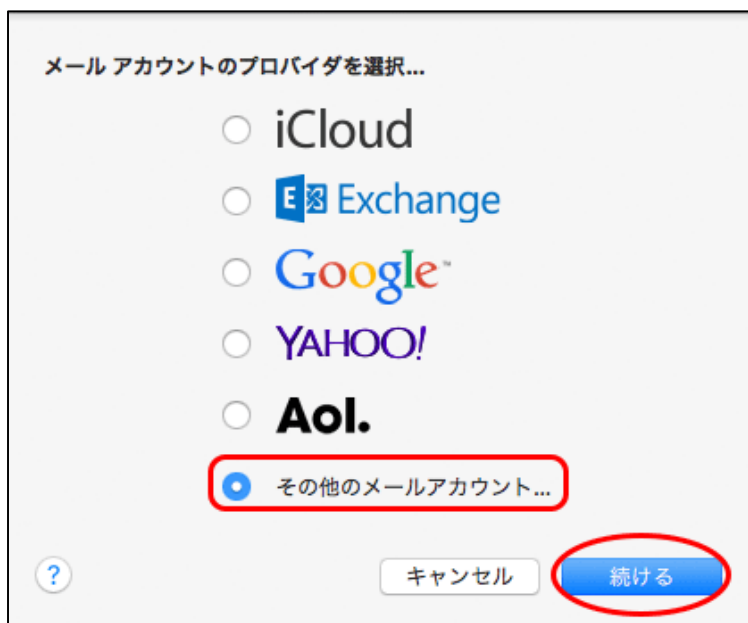 メール アカウントのプロバイダを選択...
iCloud
E Exchange
Google™
YAHOO!
Aol.
その他のメールアカウント...
? キャンセル 続ける